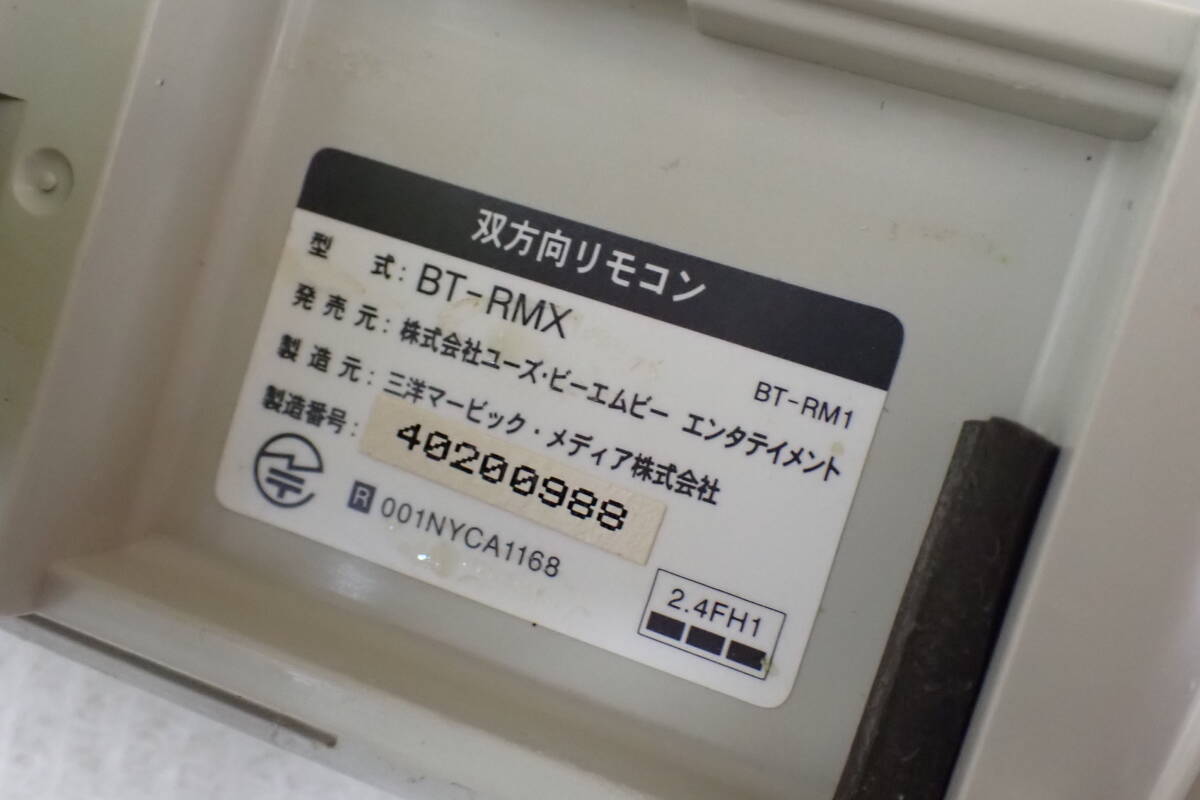 双方向リモコン
型 式: BT-RMX
BT-RM1
発 売 元: 株式会社ユーズ・ビーエムビー エンタテイメント
製 造 元: 三洋マービック・メディア株式会社
製造番号: 40200988
R 001NYCA1168
2.4FH1